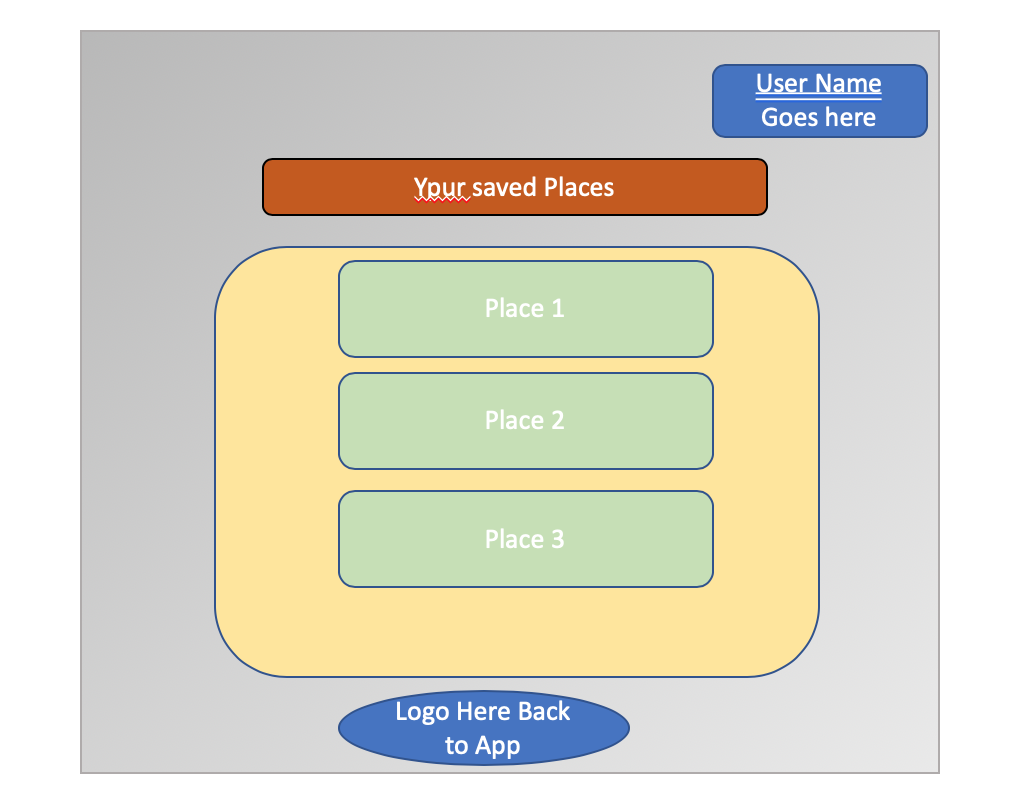 User Name
Goes here
Ypur saved Places
Place 1
Place 2
Place 3
Logo Here Back
to App